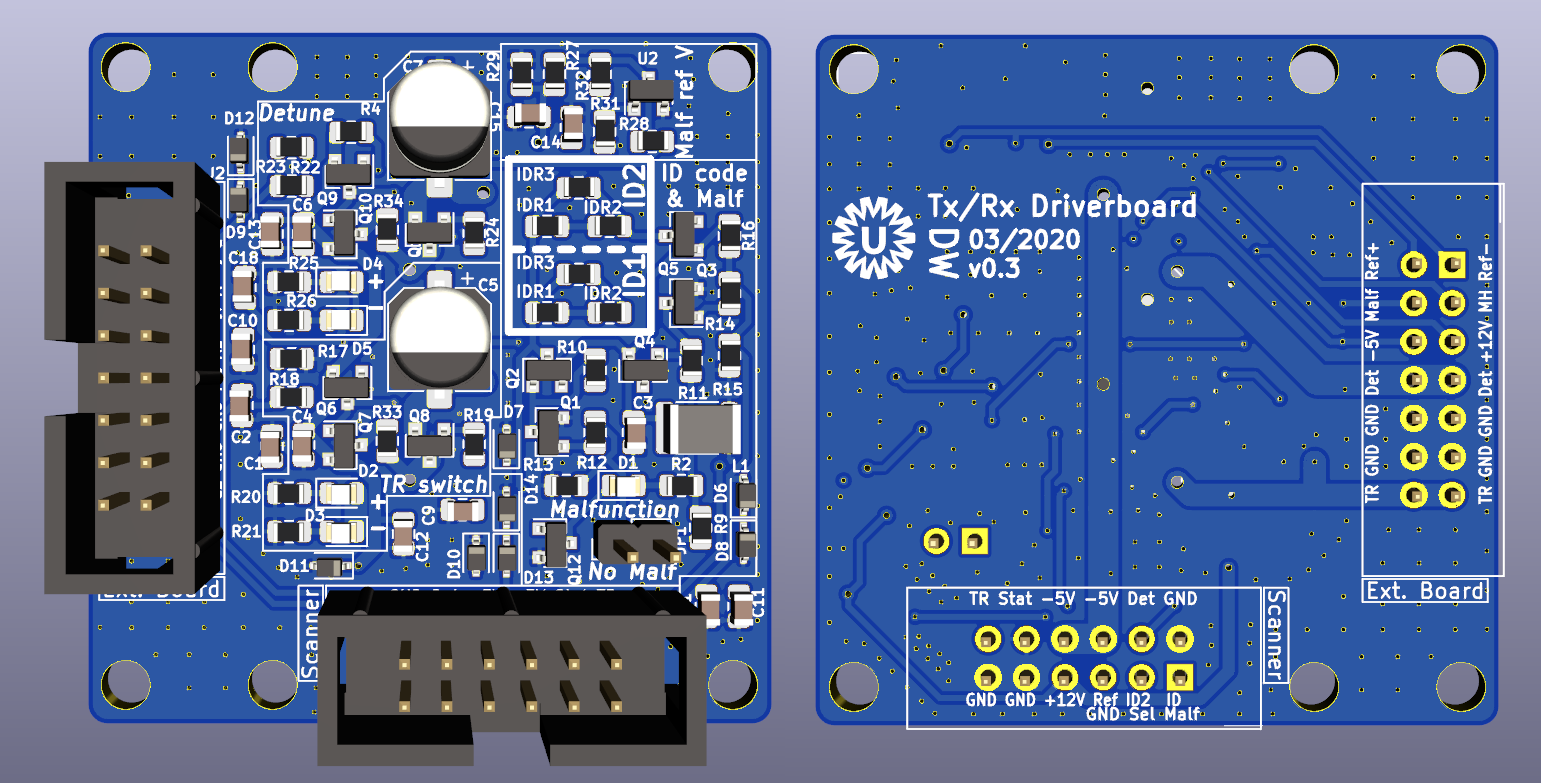 C7
R29
R27
R32
U2
Malf ref V
C15
R31
R28
C14
D12
Detune
R4
J2
R23
R22
C6
Q9
Q10
R34
R24
D9
C13
C18
R25
D4
+
R26
-
D5
C10
C5
+
IDR3
IDR1
IDR2
ID2
IDR3
IDR1
IDR2
ID1
ID code
& Malf
R16
Q5
Q3
R14
R17
R18
Q6
Q7
R33
Q8
R19
D7
Q2
R10
Q4
Q1
C3
R11
R15
C2
C4
C1
D2
R13
R12
D1
R2
L1
R20
TR switch
+
D3
R21
-
C9
C12
D14
Malfunction
D6
R9
D8
JP1
D11
D10
D13
Q12
No Malf
Ext. Board
C11
Scanner
Tx/Rx Driverboard
DW
03/2020
v0.3
U
Malf Ref+
MH Ref-
-5V
+12V
Det
Det
GND
GND
GND
GND
TR
TR
Ext. Board
TR Stat -5V -5V Det GND
GND GND +12V Ref ID2 ID
GND Sel Malf
Scanner